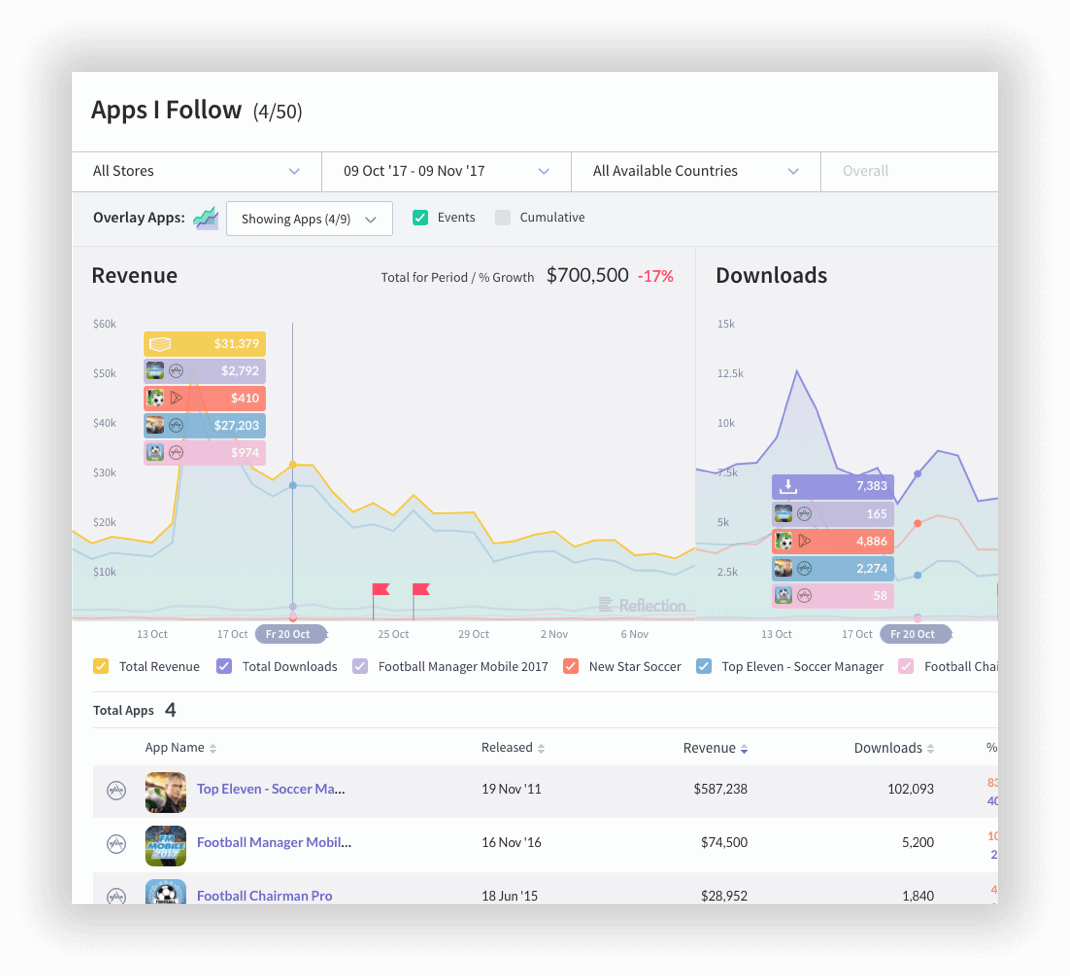 Apps I Follow (4/50)
All Stores
09 Oct '17 - 09 Nov '17
All Available Countries
Overall
Overlay Apps:
Showing Apps (4/9)
Events
Cumulative
Revenue
Total for Period / % Growth
$700,500
-17%
$60k
$50k
$40k
$30k
$20k
$10k
$31,379
$2,792
$410
$27,203
$974
Reflection
13 Oct
17 Oct
Fr 20 Oct
25 Oct
29 Oct
2 Nov
6 Nov
Downloads
15k
12.5k
10k
7.5k
5k
2.5k
7,383
165
4,886
2,274
58
13 Oct
17 Oct
Fr 20 Oct
Total Revenue
Total Downloads
Football Manager Mobile 2017
New Star Soccer
Top Eleven - Soccer Manager
Football Chai
Total Apps 4
App Name
Released
Revenue
Downloads
%
Top Eleven - Soccer Ma...
19 Nov '11
$587,238
102,093
83
40
FM
MOBILE
2017
Football Manager Mobil...
16 Nov '16
$74,500
5,200
10
2
Football Chairman Pro
18 Jun '15
$28,952
1,840
4